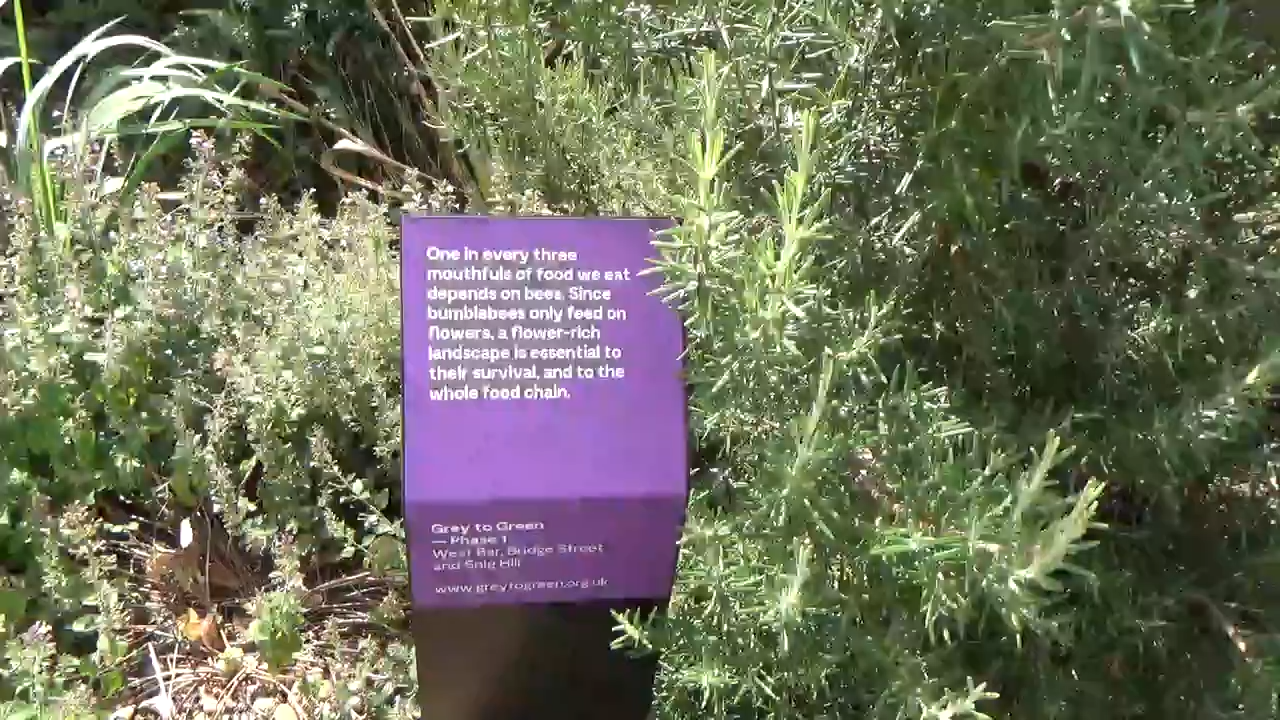 One in every three
mouthfuls of food we eat
depends on bees. Since
bumblebees only feed on
flowers, a flower-rich
landscape is essential to
their survival, and to the
whole food chain.
Grey to Green
— Phase 1
West Bar, Bridge Street
and Snig Hill
www.greytogreen.org.uk